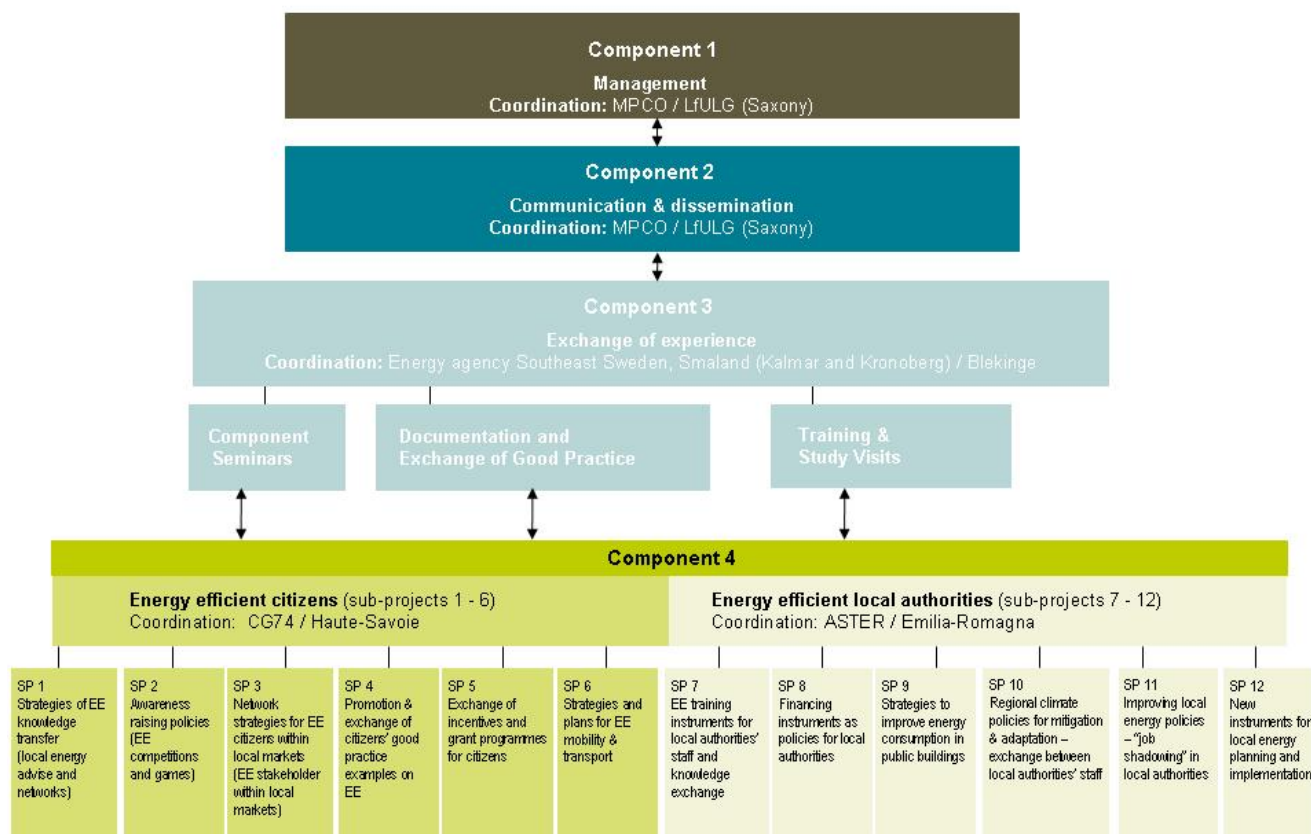 Component 1
Management
Coordination: MPCO / LfULG (Saxony)
Component 2
Communication & dissemination
Coordination: MPCO / LfULG (Saxony)
Component 3
Exchange of experience
Coordination: Energy agency Southeast Sweden, Smaland (Kalmar and Kronoberg) / Blekinge
Component
Seminars
Documentation and
Exchange of Good Practice
Training &
Study Visits
Component 4
Energy efficient citizens (sub-projects 1 - 6)
Coordination: CG74 / Haute-Savoie
Energy efficient local authorities (sub-projects 7 - 12)
Coordination: ASTER / Emilia-Romagna
SP 1
Strategies of EE
knowledge
transfer
(local energy
advise and
networks)
SP 2
Awareness
raising policies
(EE
competitions
and games)
SP 3
Network
strategies for EE
citizens within
local markets
(EE stakeholder
within local
markets)
SP 4
Promotion &
exchange of
citizens' good
practice
examples on
EE
SP 5
Exchange of
incentives and
grant programmes
for citizens
SP 6
Strategies and
plans for EE
mobility &
transport
SP 7
EE training
instruments for
local authorities'
staff and
knowledge
exchange
SP 8
Financing
instruments as
policies for local
authorities
SP 9
Strategies to
improve energy
consumption in
public buildings
SP 10
Regional climate
policies for mitigation
& adaptation –
exchange between
local authorities' staff
SP 11
Improving local
energy policies
– "job
shadowing" in
local authorities
SP 12
New
instruments for
local energy
planning and
implementation